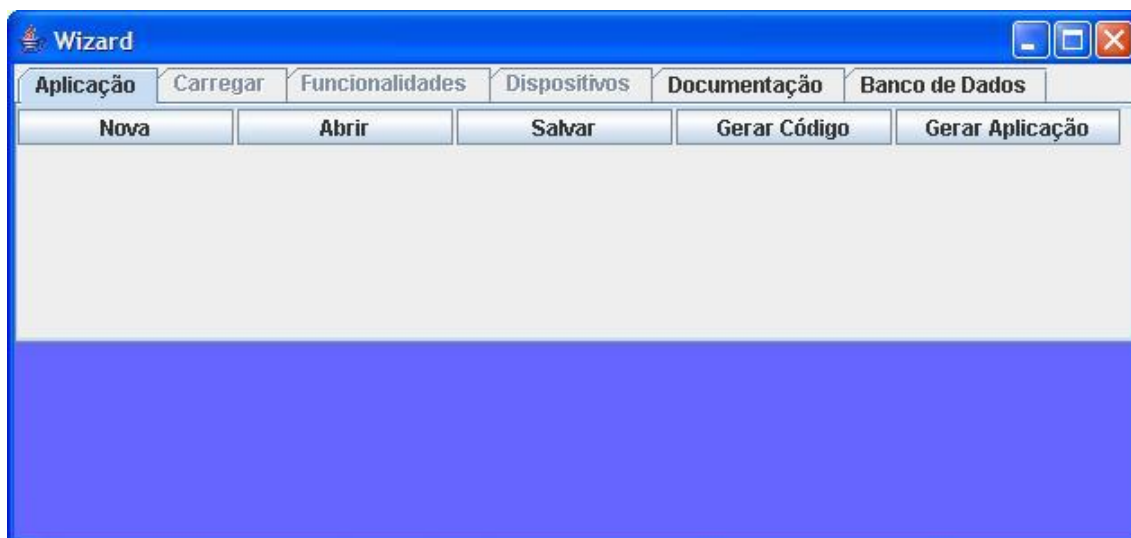 Wizard
Aplicação Carregar Funcionalidades Dispositivos Documentação Banco de Dados
Nova Abrir Salvar Gerar Código Gerar Aplicação